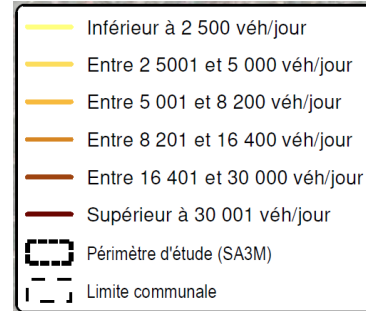 Inférieur à 2 500 véh/jour
Entre 2 5001 et 5 000 véh/jour
Entre 5 001 et 8 200 véh/jour
Entre 8 201 et 16 400 véh/jour
Entre 16 401 et 30 000 véh/jour
Supérieur à 30 001 véh/jour
Périmètre d'étude (SA3M)
Limite communale